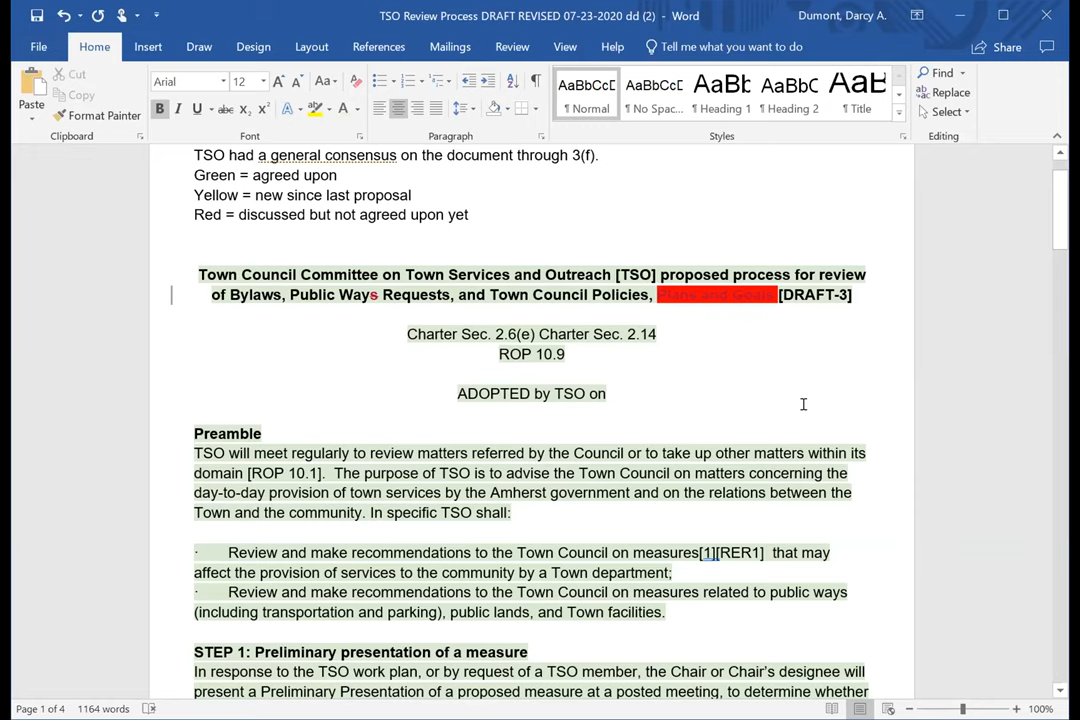 TSO Review Process DRAFT REVISED 07-23-2020 dd (2) - Word
Dumont, Darcy A.
File Home Insert Draw Design Layout References Mailings Review View Help Tell me what you want to do Share
Paste
Cut
Copy
Format Painter
Clipboard
Arial 12
Font
Paragraph
AaBbCcDd AaBbCcDd AaBbCc AaBbCc AaBb
¶ Normal ¶ No Spac... ¶ Heading 1 ¶ Heading 2 ¶ Title
Styles
Find
Replace
Select
Editing
TSO had a general consensus on the document through 3(f).
Green = agreed upon
Yellow = new since last proposal
Red = discussed but not agreed upon yet
Town Council Committee on Town Services and Outreach [TSO] proposed process for review
of Bylaws, Public Ways Requests, and Town Council Policies, Plans and Goals [DRAFT-3]
Charter Sec. 2.6(e) Charter Sec. 2.14
ROP 10.9
ADOPTED by TSO on
Preamble
TSO will meet regularly to review matters referred by the Council or to take up other matters within its
domain [ROP 10.1]. The purpose of TSO is to advise the Town Council on matters concerning the
day-to-day provision of town services by the Amherst government and on the relations between the
Town and the community. In specific TSO shall:
· Review and make recommendations to the Town Council on measures[1][RER1] that may
affect the provision of services to the community by a Town department;
· Review and make recommendations to the Town Council on measures related to public ways
(including transportation and parking), public lands, and Town facilities.
STEP 1: Preliminary presentation of a measure
In response to the TSO work plan, or by request of a TSO member, the Chair or Chair's designee will
present a Preliminary Presentation of a proposed measure at a posted meeting, to determine whether
Page 1 of 4 1164 words 100%